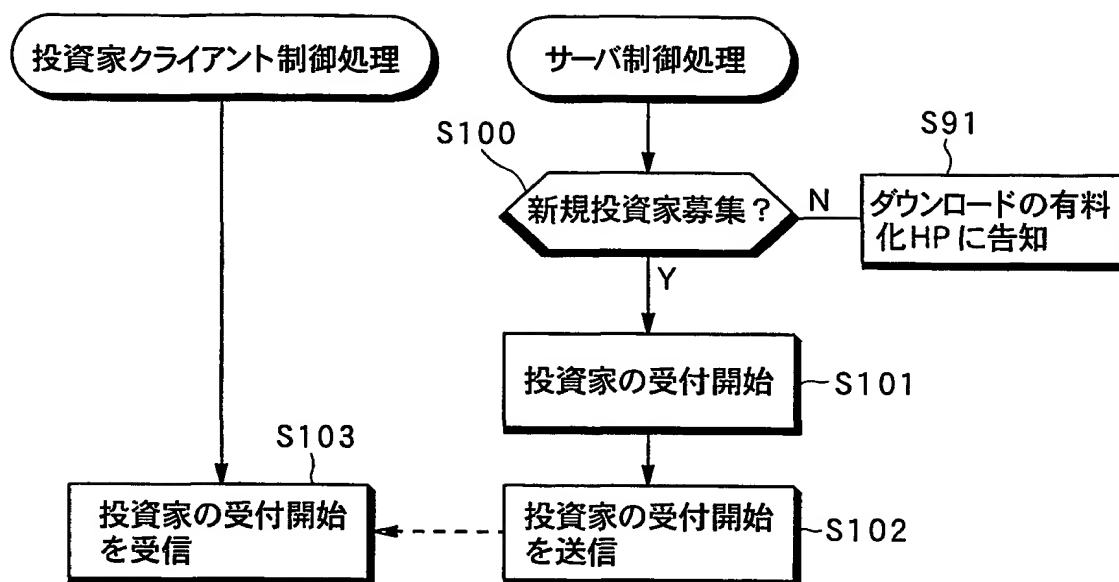 投資家クライアント制御処理
サーバ制御処理
S100
S91
新規投資家募集？
N
ダウンロードの有料
化HPに告知
Y
投資家の受付開始
S101
S103
投資家の受付開始
を受信
投資家の受付開始
を送信
S102